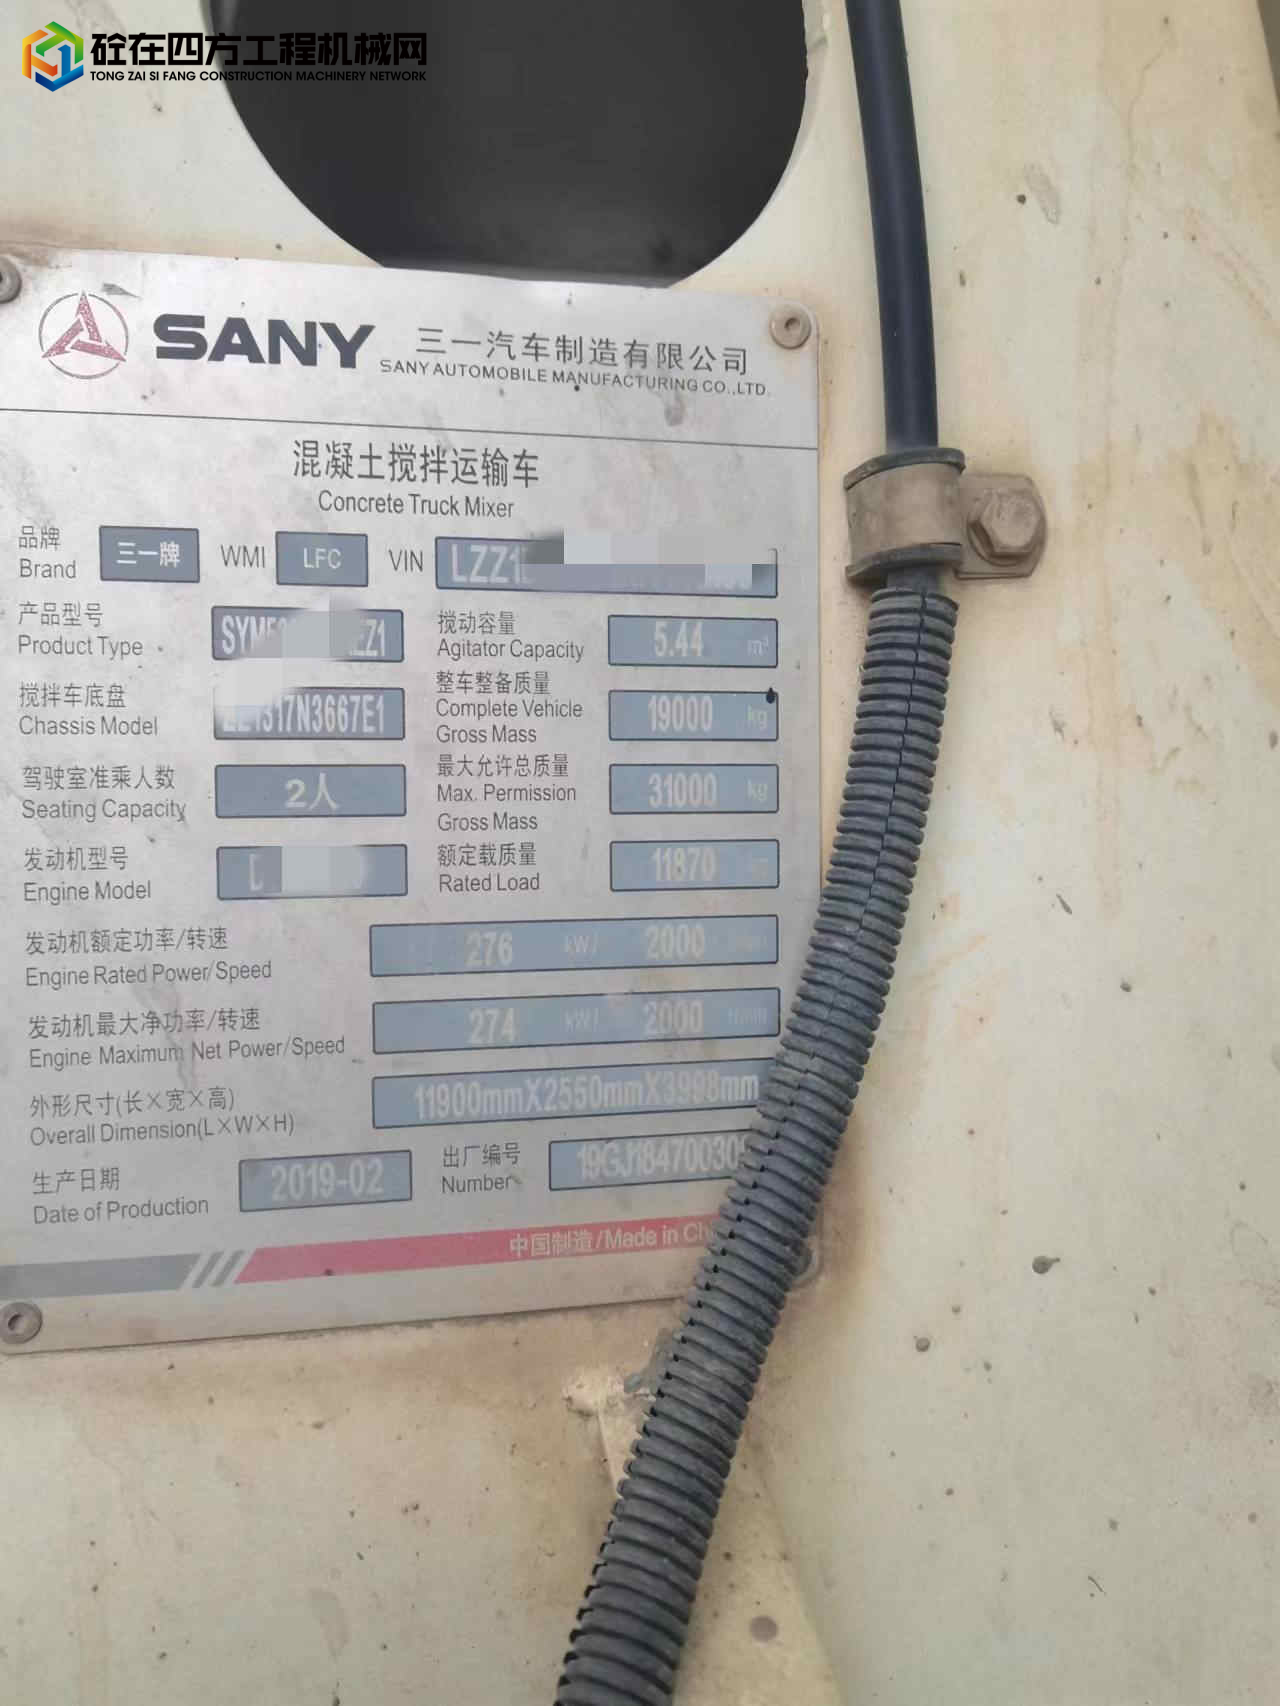 砼在四方工程机械网
TONG ZAI SI FANG CONSTRUCTION MACHINERY NETWORK
SANY 三一汽车制造有限公司
SANY AUTOMOBILE MANUFACTURING CO.,LTD.
混凝土搅拌运输车
Concrete Truck Mixer
品牌 Brand 三一牌 WMI LFC VIN LZZ1
产品型号 Product Type
搅动容量 Agitator Capacity 5.44 m³
搅拌车底盘 Chassis Model
整车整备质量 Complete Vehicle Gross Mass 19000 kg
驾驶室准乘人数 Seating Capacity 2人
最大允许总质量 Max. Permission Gross Mass 31000 kg
发动机型号 Engine Model
额定载质量 Rated Load 11870 kg
发动机额定功率/转速 Engine Rated Power/Speed 276 kW/ 2000
发动机最大净功率/转速 Engine Maximum Net Power/Speed 274 kW/ 2000
外形尺寸(长×宽×高) Overall Dimension(L×W×H) 11900mmX2550mmX3998mm
生产日期 Date of Production 2019-02
出厂编号 Number
中国制造/Made in